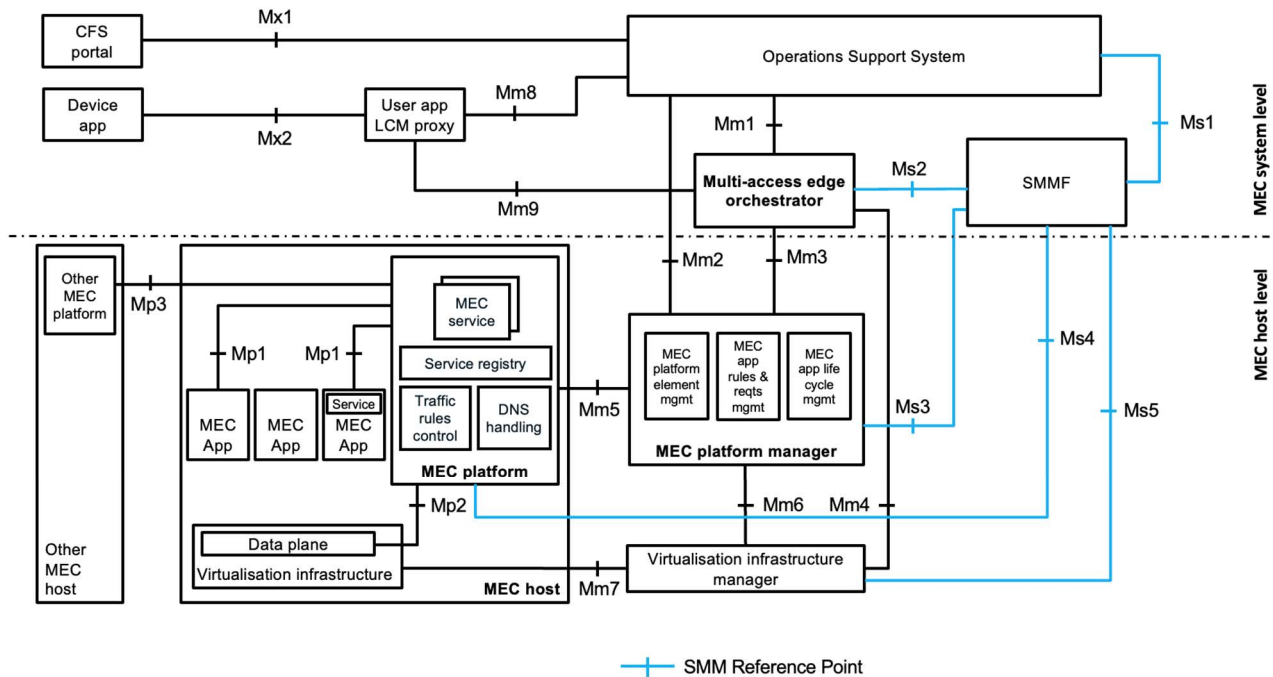 Mx1
CFS
portal
Operations Support System
Device
app
Mx2
User app
LCM proxy
Mm8
Mm1
Ms1
MEC system level
Multi-access edge
orchestrator
Ms2
SMMF
Mm9
Other
MEC
platform
Mp3
MEC
service
Mm2
Mm3
MEC host level
Mp1
Mp1
Service registry
MEC
platform
element
mgmt
MEC
app
rules &
reqts
mgmt
MEC
app life
cycle
mgmt
Ms4
MEC
App
MEC
App
Service
MEC
App
Traffic
rules
control
DNS
handling
Mm5
Ms3
Ms5
MEC platform
MEC platform manager
Mp2
Mm6
Mm4
Other
MEC
host
Data plane
Virtualisation infrastructure
MEC host
Mm7
Virtualisation infrastructure
manager
SMM Reference Point